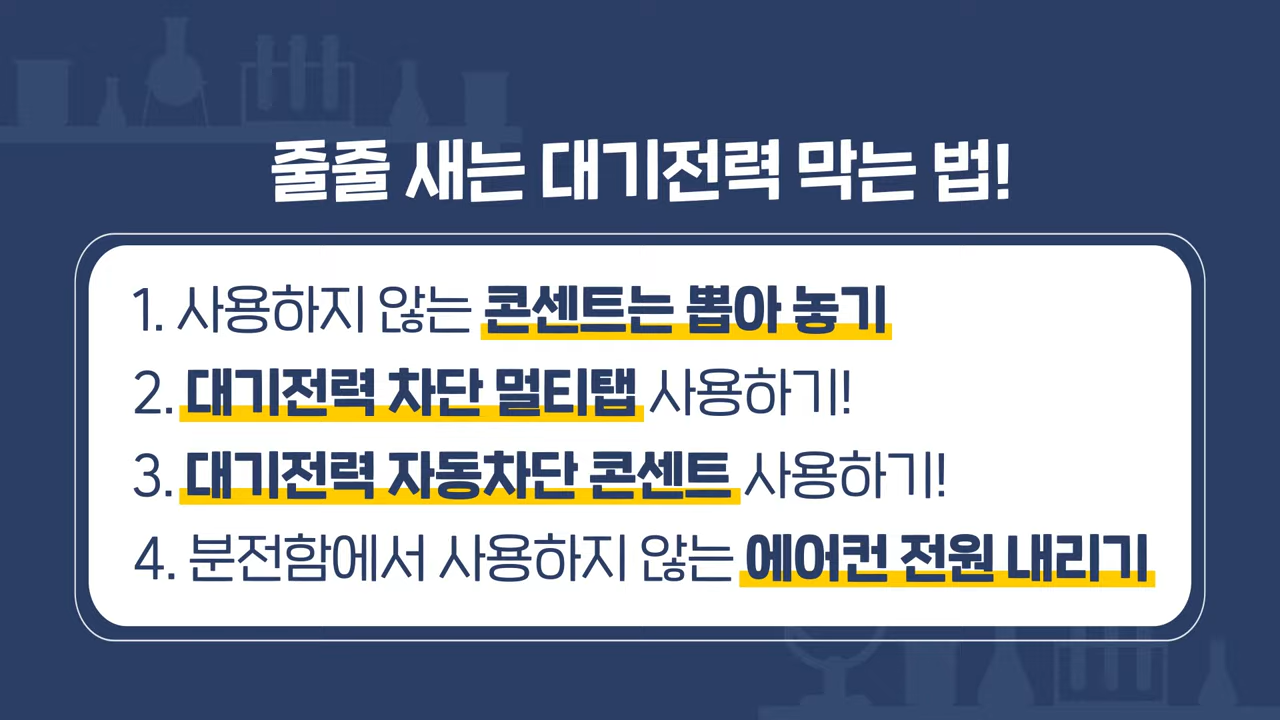 줄줄 새는 대기전력 막는 법!
1. 사용하지 않는 콘센트는 뽑아 놓기
2. 대기전력 차단 멀티탭 사용하기!
3. 대기전력 자동차단 콘센트 사용하기!
4. 분전함에서 사용하지 않는 에어컨 전원 내리기